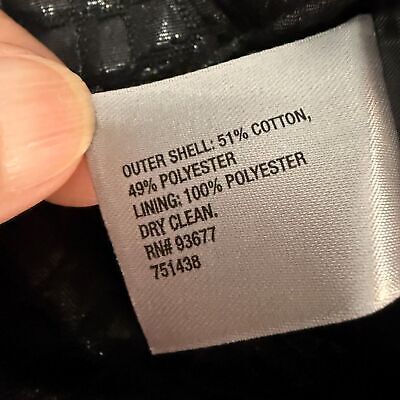 OUTER SHELL: 51% COTTON,
49% POLYESTER
LINING: 100% POLYESTER
DRY CLEAN.
RN# 93677
751438